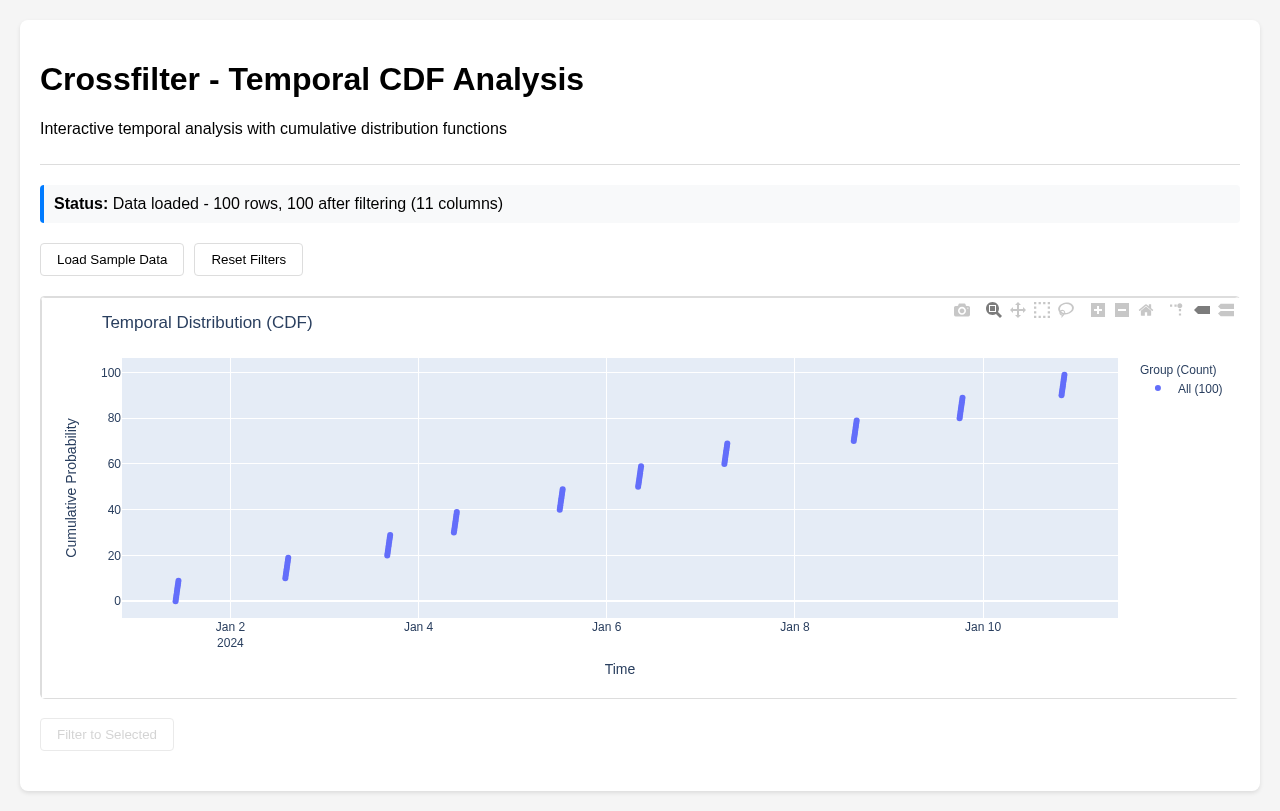 Crossfilter - Temporal CDF Analysis
Interactive temporal analysis with cumulative distribution functions
Status: Data loaded - 100 rows, 100 after filtering (11 columns)
Load Sample Data Reset Filters
Temporal Distribution (CDF)
Group (Count)
All (100)
Cumulative Probability
100
80
60
40
20
0
Jan 2 Jan 4 Jan 6 Jan 8 Jan 10
2024
Time
Filter to Selected